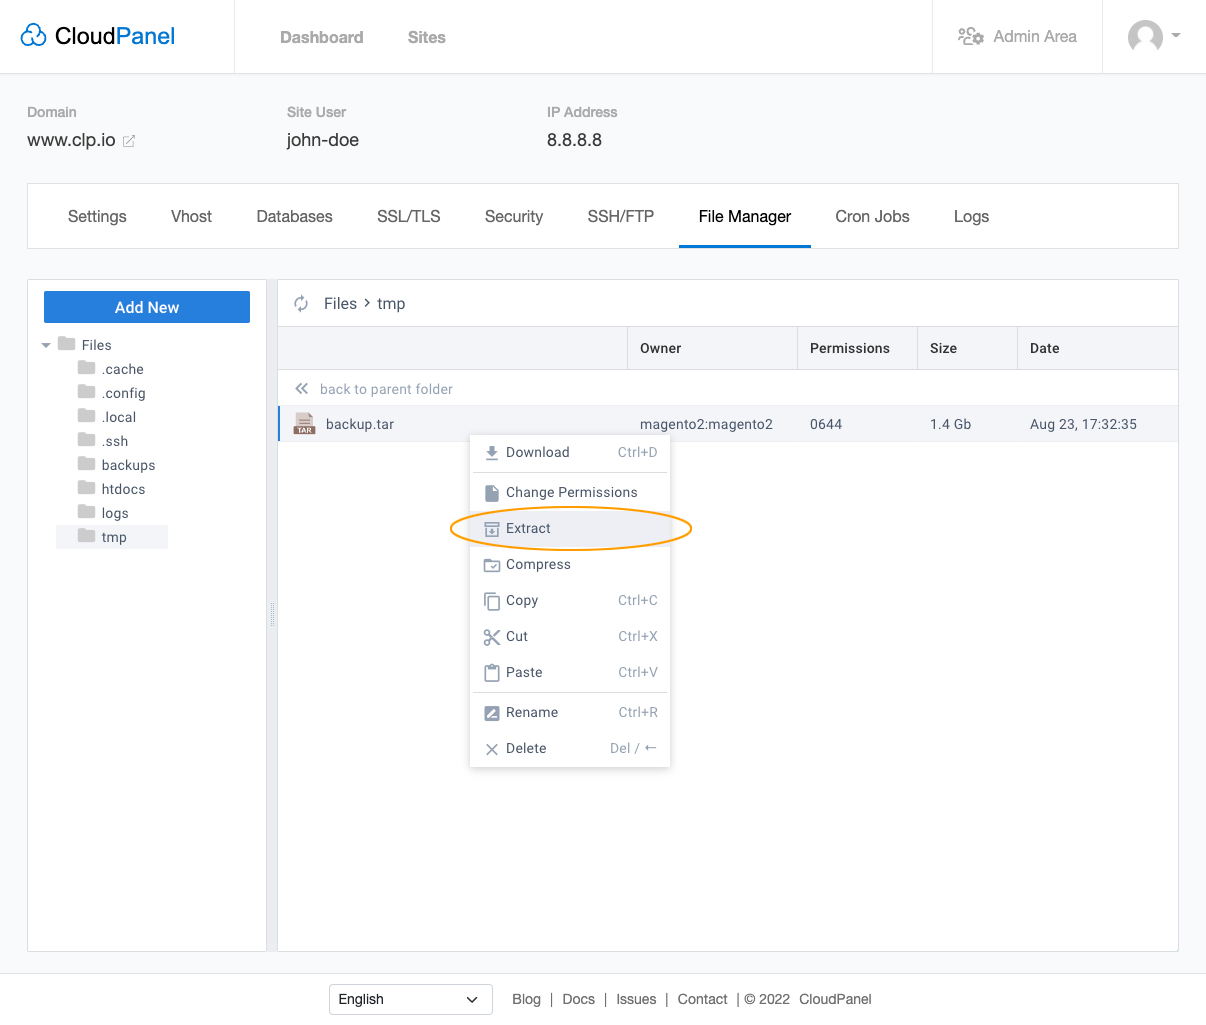 CloudPanel
Dashboard
Sites
Admin Area
Domain
Site User
IP Address
www.clp.io
john-doe
8.8.8.8
Settings
Vhost
Databases
SSL/TLS
Security
SSH/FTP
File Manager
Cron Jobs
Logs
Add New
Files
.cache
.config
.local
.ssh
backups
htdocs
logs
tmp
Files > tmp
Owner
Permissions
Size
Date
back to parent folder
TAR
backup.tar
magento2:magento2
0644
1.4 Gb
Aug 23, 17:32:35
Download Ctrl+D
Change Permissions
Extract
Compress
Copy Ctrl+C
Cut Ctrl+X
Paste Ctrl+V
Rename Ctrl+R
Delete Del / ←
English
Blog | Docs | Issues | Contact | © 2022 CloudPanel